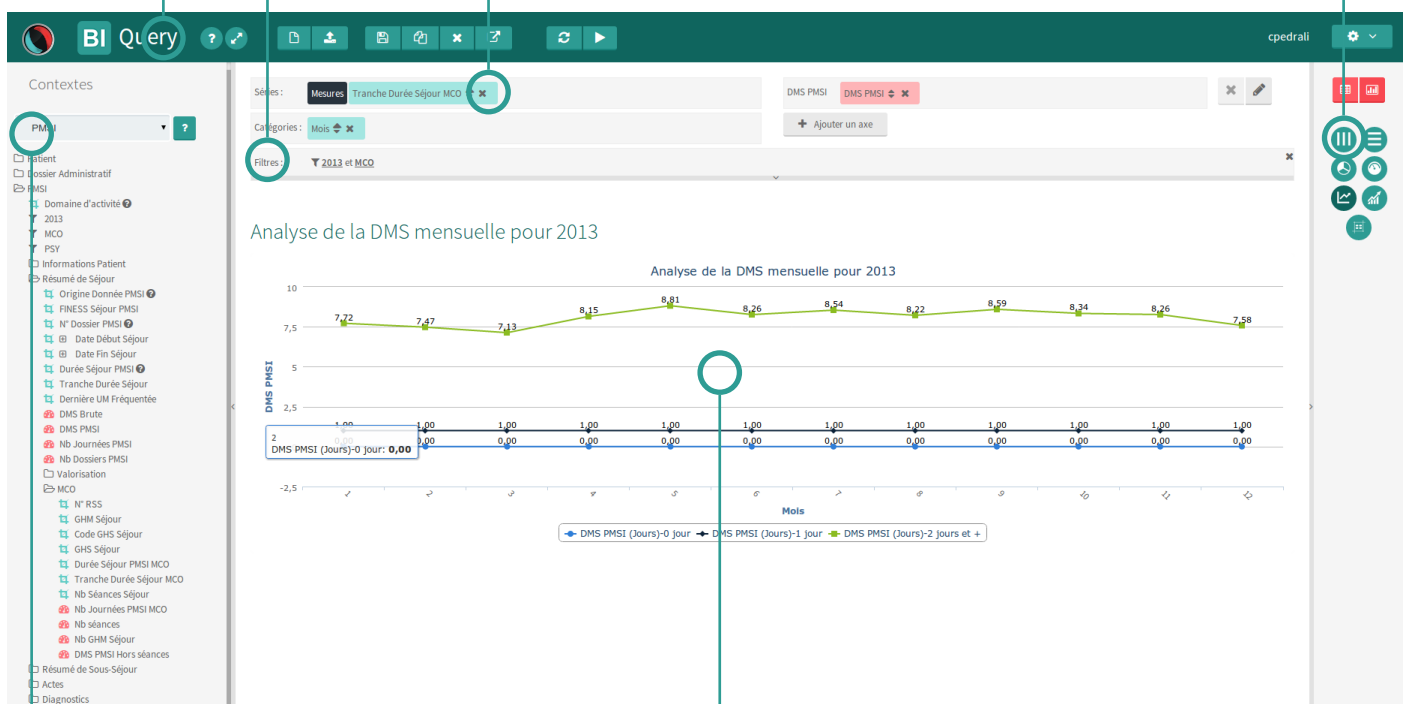 BI Query
cpedrali
Contextes
PMSI
Patient
Dossier Administratif
PMSI
Domaine d'activité
2013
MCO
PSY
Informations Patient
Résumé de Séjour
Origine Donnée PMSI
FINESS Séjour PMSI
N° Dossier PMSI
Date Début Séjour
Date Fin Séjour
Durée Séjour PMSI
Tranche Durée Séjour
Dernière UM Fréquentée
DMS Brute
DMS PMSI
Nb Journées PMSI
Nb Dossiers PMSI
Valorisation
MCO
N° RSS
GHM Séjour
Code GHS Séjour
GHS Séjour
Durée Séjour PMSI MCO
Tranche Durée Séjour MCO
Nb Séances Séjour
Nb Journées PMSI MCO
Nb séances
Nb GHM Séjour
DMS PMSI Hors séances
Résumé de Sous-Séjour
Actes
Diagnostics
Séries : Mesures Tranche Durée Séjour MCO
DMS PMSI DMS PMSI
Catégories : Mois
+ Ajouter un axe
Filtres : 2013 et MCO
Analyse de la DMS mensuelle pour 2013
Analyse de la DMS mensuelle pour 2013
DMS PMSI
10
7,5
5
2,5
-2,5
7,72 7,47 7,13 8,15 8,81 8,26 8,54 8,22 8,59 8,34 8,26 7,58
1,00 1,00 1,00 1,00 1,00 1,00 1,00 1,00 1,00 1,00 1,00 1,00
0,00 0,00 0,00 0,00 0,00 0,00 0,00 0,00 0,00 0,00 0,00 0,00
2
DMS PMSI (Jours)-0 jour: 0,00
1 2 3 4 5 6 7 8 9 10 11 12
Mois
DMS PMSI (Jours)-0 jour DMS PMSI (Jours)-1 jour DMS PMSI (Jours)-2 jours et +